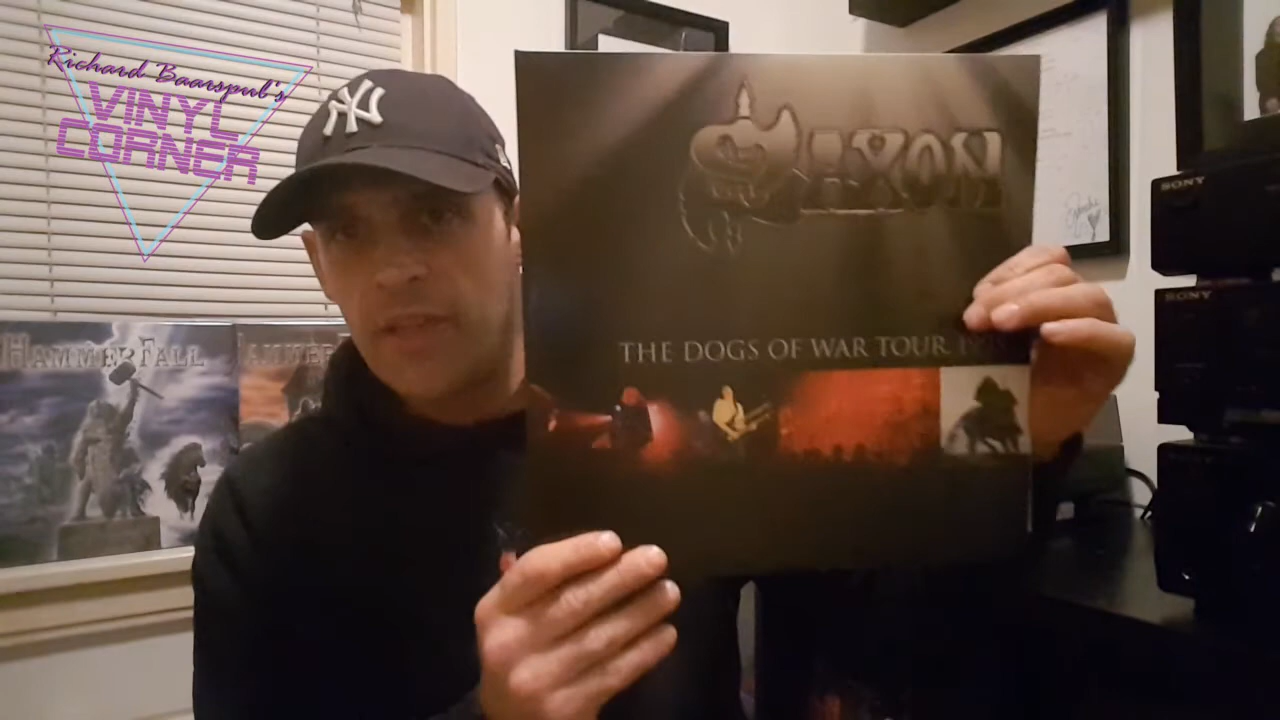 Richard Baarspul's
VINYL
CORNER
NY
SAXON
THE DOGS OF WAR TOUR
HAMMERFALL
SONY
SONY